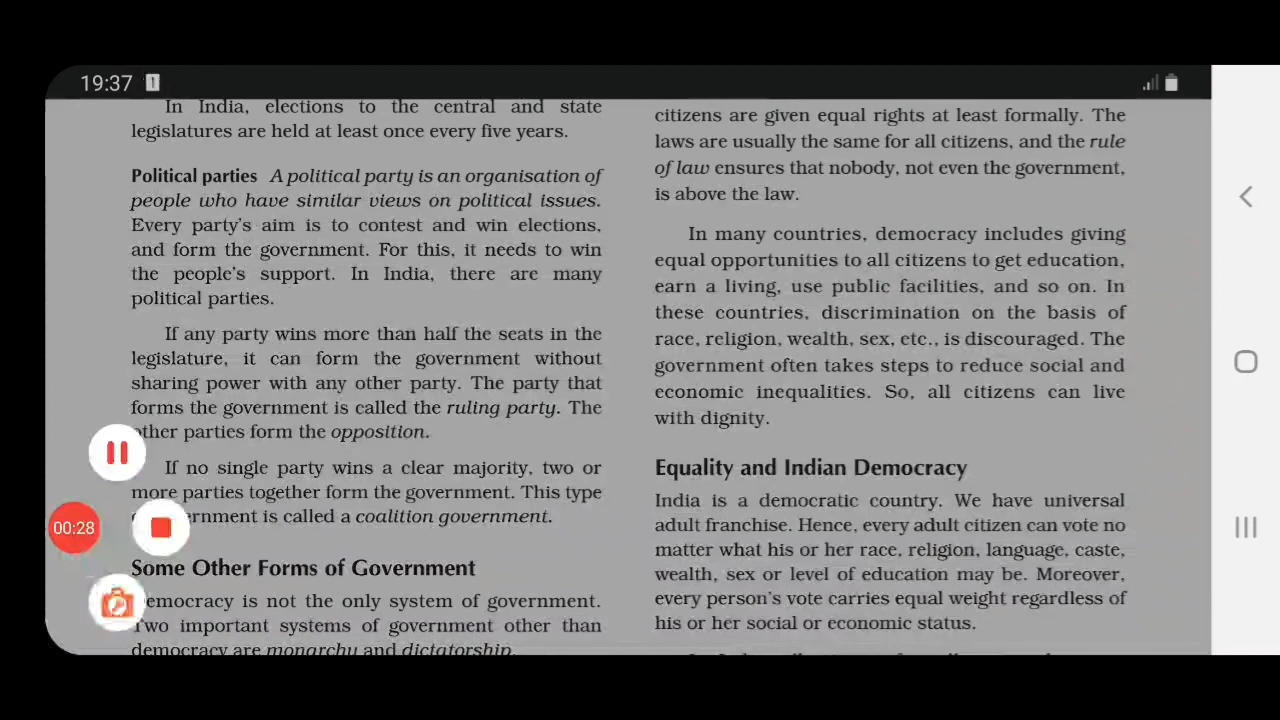 19:37
In India, elections to the central and state
legislatures are held at least once every five years.
Political parties A political party is an organisation of
people who have similar views on political issues.
Every party's aim is to contest and win elections,
and form the government. For this, it needs to win
the people's support. In India, there are many
political parties.
If any party wins more than half the seats in the
legislature, it can form the government without
sharing power with any other party. The party that
forms the government is called the ruling party. The
other parties form the opposition.
If no single party wins a clear majority, two or
more parties together form the government. This type
government is called a coalition government.
00:28
Some Other Forms of Government
Democracy is not the only system of government.
Two important systems of government other than
democracy are monarchy and dictatorship.
citizens are given equal rights at least formally. The
laws are usually the same for all citizens, and the rule
of law ensures that nobody, not even the government,
is above the law.
In many countries, democracy includes giving
equal opportunities to all citizens to get education,
earn a living, use public facilities, and so on. In
these countries, discrimination on the basis of
race, religion, wealth, sex, etc., is discouraged. The
government often takes steps to reduce social and
economic inequalities. So, all citizens can live
with dignity.
Equality and Indian Democracy
India is a democratic country. We have universal
adult franchise. Hence, every adult citizen can vote no
matter what his or her race, religion, language, caste,
wealth, sex or level of education may be. Moreover,
every person's vote carries equal weight regardless of
his or her social or economic status.